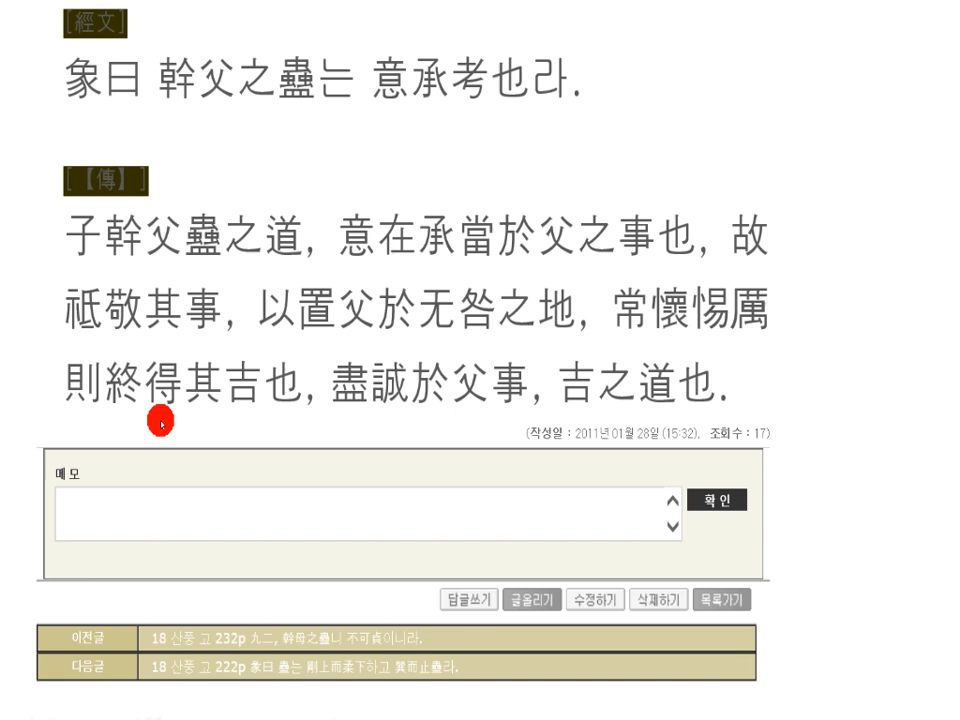 [經文]
象曰 幹父之蠱는 意承考也라.
[【傳】]
子幹父蠱之道, 意在承當於父之事也, 故
祗敬其事, 以置父於无咎之地, 常懷惕厲
則終得其吉也, 盡誠於父事, 吉之道也.
(작성일 : 2011년 01월 28일 (15:32), 조회수 : 17)
메모
확인
답글쓰기 글올리기 수정하기 삭제하기 목록가기
이전글 18 산풍 고 232p 九二, 幹母之蠱니 不可貞이니라.
다음글 18 산풍 고 222p 彖曰 蠱는 剛上而柔下하고 巽而止蠱라.